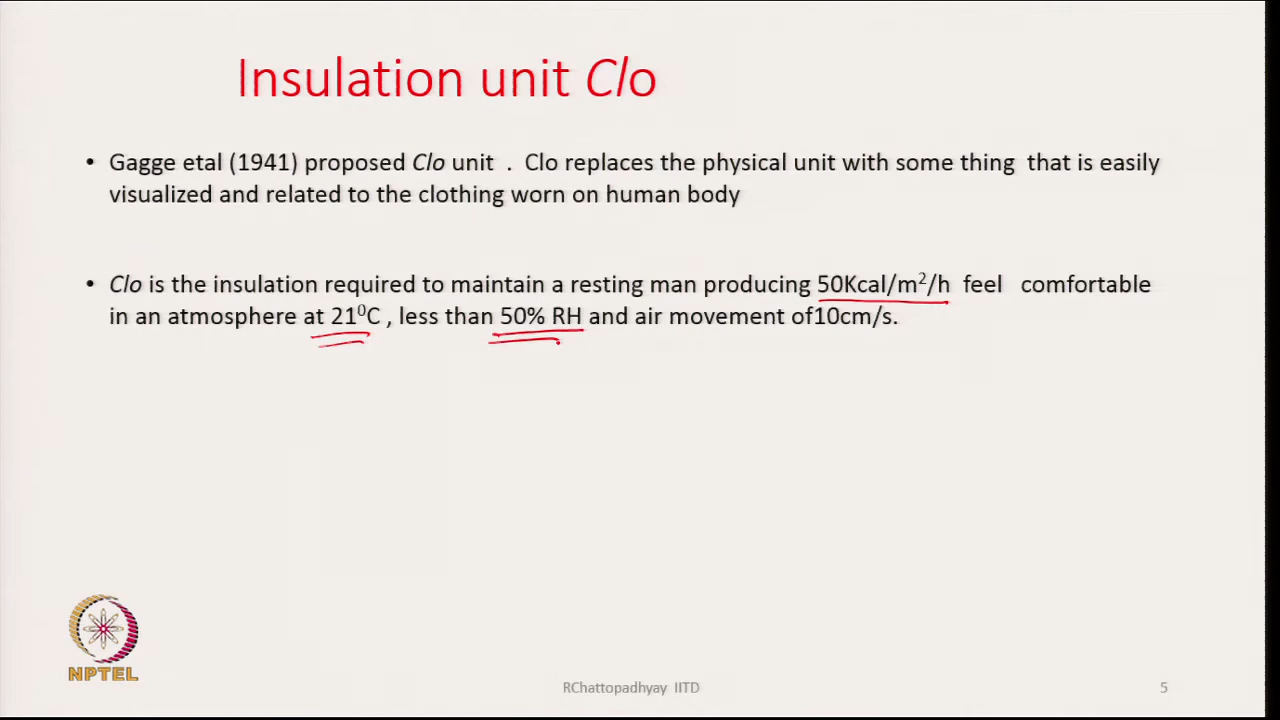 Insulation unit Clo
• Gagge etal (1941) proposed Clo unit . Clo replaces the physical unit with some thing that is easily
visualized and related to the clothing worn on human body
• Clo is the insulation required to maintain a resting man producing 50Kcal/m²/h feel comfortable
in an atmosphere at 21⁰C , less than 50% RH and air movement of10cm/s.
NPTEL
RChattopadhyay IITD
5